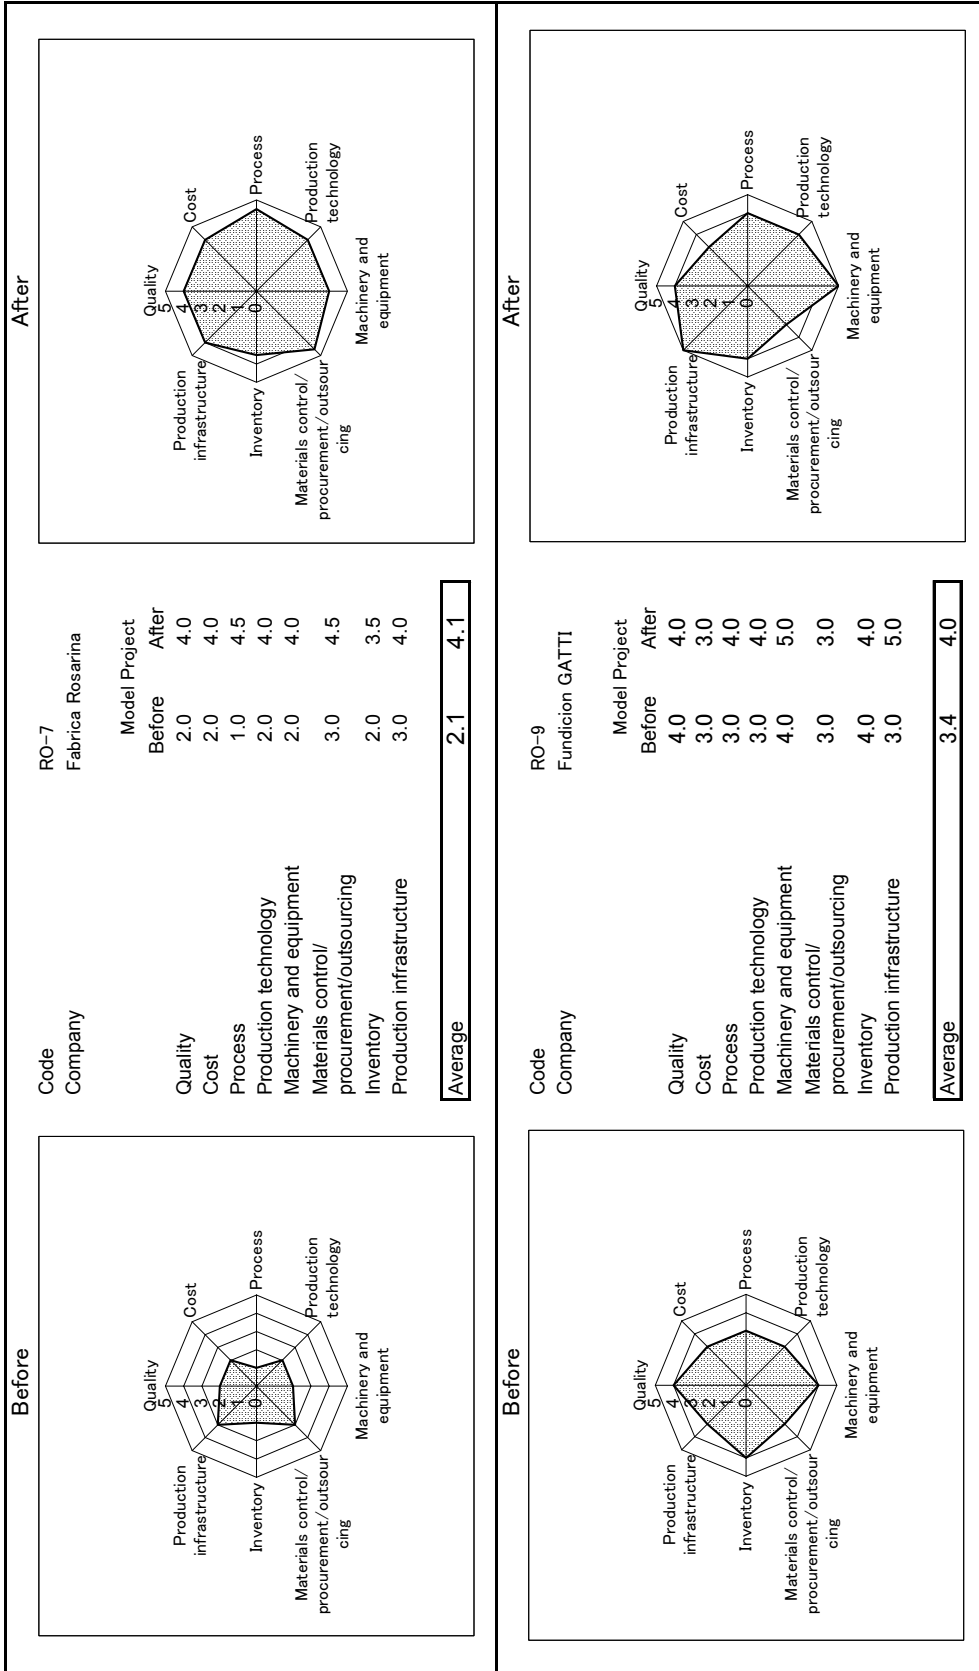 Before
After
Quality
5
4
3
2
1
0
Cost
Process
Production
technology
Machinery and
equipment
Materials control/
procurement/outsour
cing
Inventory
Production
infrastructure
Code RO-7
Company Fabrica Rosarina
Model Project
Before After
Quality 2.0 4.0
Cost 2.0 4.0
Process 1.0 4.5
Production technology 2.0 4.0
Machinery and equipment 2.0 4.0
Materials control/
procurement/outsourcing 3.0 4.5
Inventory 2.0 3.5
Production infrastructure 3.0 4.0
Average 2.1 4.1
Quality
5
4
3
2
1
0
Cost
Process
Production
technology
Machinery and
equipment
Materials control/
procurement/outsour
cing
Inventory
Production
infrastructure
Before
After
Quality
5
4
3
2
1
0
Cost
Process
Production
technology
Machinery and
equipment
Materials control/
procurement/outsour
cing
Inventory
Production
infrastructure
Code RO-9
Company Fundicion GATTI
Model Project
Before After
Quality 4.0 4.0
Cost 3.0 3.0
Process 3.0 4.0
Production technology 3.0 4.0
Machinery and equipment 4.0 5.0
Materials control/
procurement/outsourcing 3.0 3.0
Inventory 4.0 4.0
Production infrastructure 3.0 5.0
Average 3.4 4.0
Quality
5
4
3
2
1
0
Cost
Process
Production
technology
Machinery and
equipment
Materials control/
procurement/outsour
cing
Inventory
Production
infrastructure